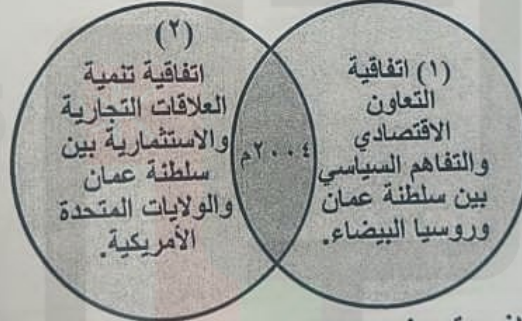 (١) اتفاقية
التعاون
الاقتصادي
والتفاهم السياسي
بين سلطنة عمان
وروسيا البيضاء.
٢٠٠٤م
(٢)
اتفاقية تنمية
العلاقات التجارية
والاستثمارية بين
سلطنة عمان
والولايات المتحدة
الأمريكية.